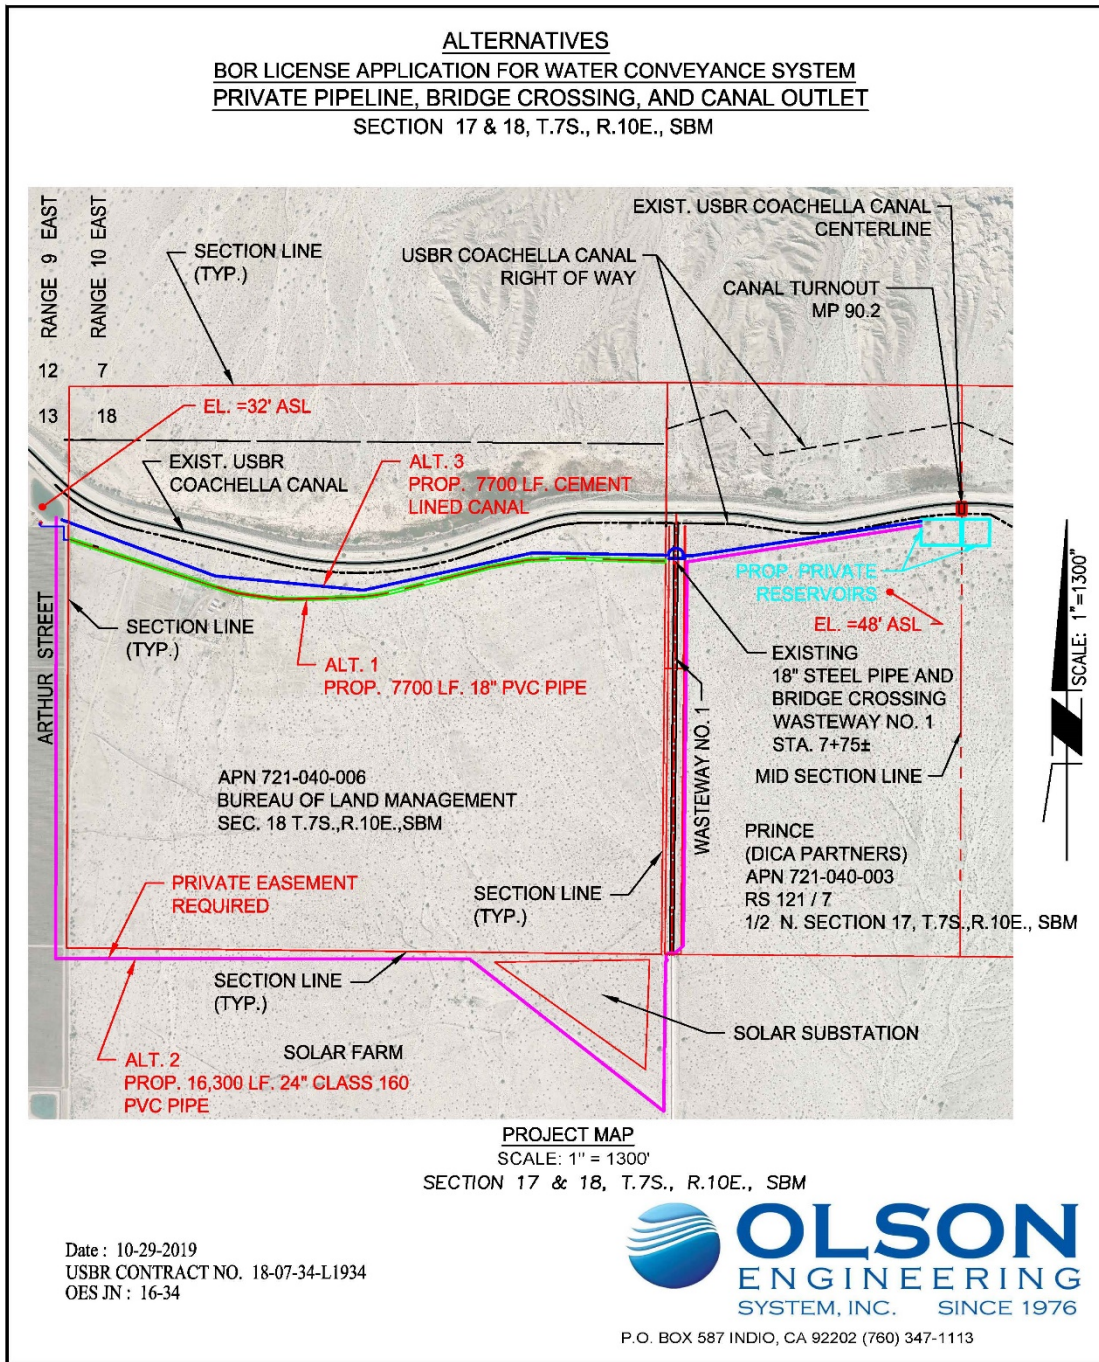 ALTERNATIVES
BOR LICENSE APPLICATION FOR WATER CONVEYANCE SYSTEM
PRIVATE PIPELINE, BRIDGE CROSSING, AND CANAL OUTLET
SECTION 17 & 18, T.7S., R.10E., SBM
RANGE 9 EAST
RANGE 10 EAST
SECTION LINE
(TYP.)
USBR COACHELLA CANAL
RIGHT OF WAY
EXIST. USBR COACHELLA CANAL
CENTERLINE
CANAL TURNOUT
MP 90.2
12 7
13 18
EL. =32' ASL
EXIST. USBR
COACHELLA CANAL
ALT. 3
PROP. 7700 LF. CEMENT
LINED CANAL
PROP. PRIVATE
RESERVOIRS
EL. =48' ASL
SCALE: 1"=1300"
ARTHUR STREET
SECTION LINE
(TYP.)
ALT. 1
PROP. 7700 LF. 18" PVC PIPE
EXISTING
18" STEEL PIPE AND
BRIDGE CROSSING
WASTEWAY NO. 1
STA. 7+75±
WASTEWAY NO. 1
MID SECTION LINE
APN 721-040-006
BUREAU OF LAND MANAGEMENT
SEC. 18 T.7S.,R.10E.,SBM
PRINCE
(DICA PARTNERS)
APN 721-040-003
RS 121 / 7
1/2 N. SECTION 17, T.7S.,R.10E., SBM
PRIVATE EASEMENT
REQUIRED
SECTION LINE
(TYP.)
SECTION LINE
(TYP.)
SOLAR SUBSTATION
SOLAR FARM
ALT. 2
PROP. 16,300 LF. 24" CLASS 160
PVC PIPE
PROJECT MAP
SCALE: 1" = 1300'
SECTION 17 & 18, T.7S., R.10E., SBM
Date : 10-29-2019
USBR CONTRACT NO. 18-07-34-L1934
OES JN : 16-34
OLSON
ENGINEERING
SYSTEM, INC. SINCE 1976
P.O. BOX 587 INDIO, CA 92202 (760) 347-1113